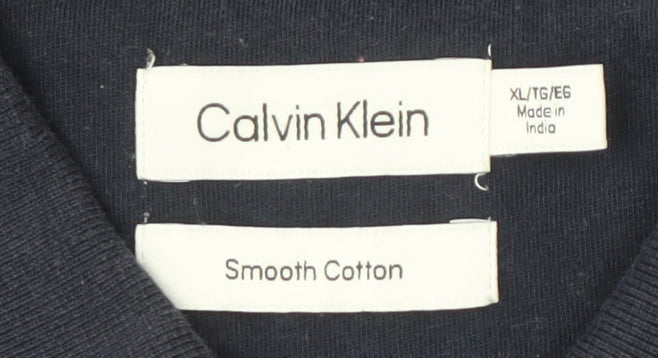 Calvin Klein
XL/TG/EG
Made in
India
Smooth Cotton